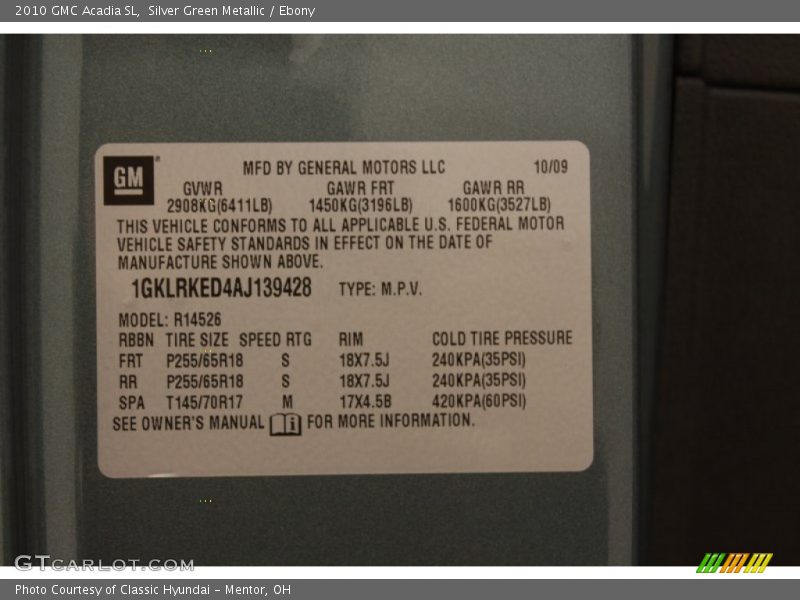 2010 GMC Acadia SL, Silver Green Metallic / Ebony
GM
MFD BY GENERAL MOTORS LLC 10/09
GVWR GAWR FRT GAWR RR
2908KG(6411LB) 1450KG(3196LB) 1600KG(3527LB)
THIS VEHICLE CONFORMS TO ALL APPLICABLE U.S. FEDERAL MOTOR
VEHICLE SAFETY STANDARDS IN EFFECT ON THE DATE OF
MANUFACTURE SHOWN ABOVE.
1GKLRKED4AJ139428 TYPE: M.P.V.
MODEL: R14526
RBBN TIRE SIZE SPEED RTG RIM COLD TIRE PRESSURE
FRT P255/65R18 S 18X7.5J 240KPA(35PSI)
RR P255/65R18 S 18X7.5J 240KPA(35PSI)
SPA T145/70R17 M 17X4.5B 420KPA(60PSI)
SEE OWNER'S MANUAL i FOR MORE INFORMATION.
GTCARLOT.COM
Photo Courtesy of Classic Hyundai - Mentor, OH